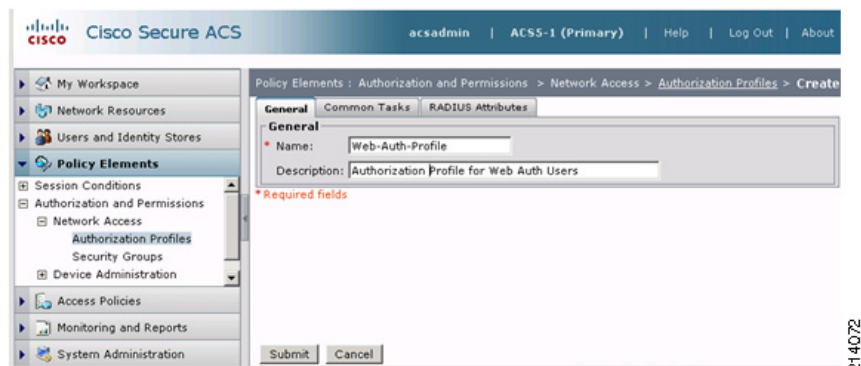 CISCO Cisco Secure ACS
acsadmin | ACS5-1 (Primary) | Help | Log Out | About
My Workspace
Network Resources
Users and Identity Stores
Policy Elements
Session Conditions
Authorization and Permissions
Network Access
Authorization Profiles
Security Groups
Device Administration
Access Policies
Monitoring and Reports
System Administration
Policy Elements : Authorization and Permissions > Network Access > Authorization Profiles > Create
General Common Tasks RADIUS Attributes
General
* Name: Web-Auth-Profile
Description: Authorization Profile for Web Auth Users
* Required fields
Submit Cancel
214072